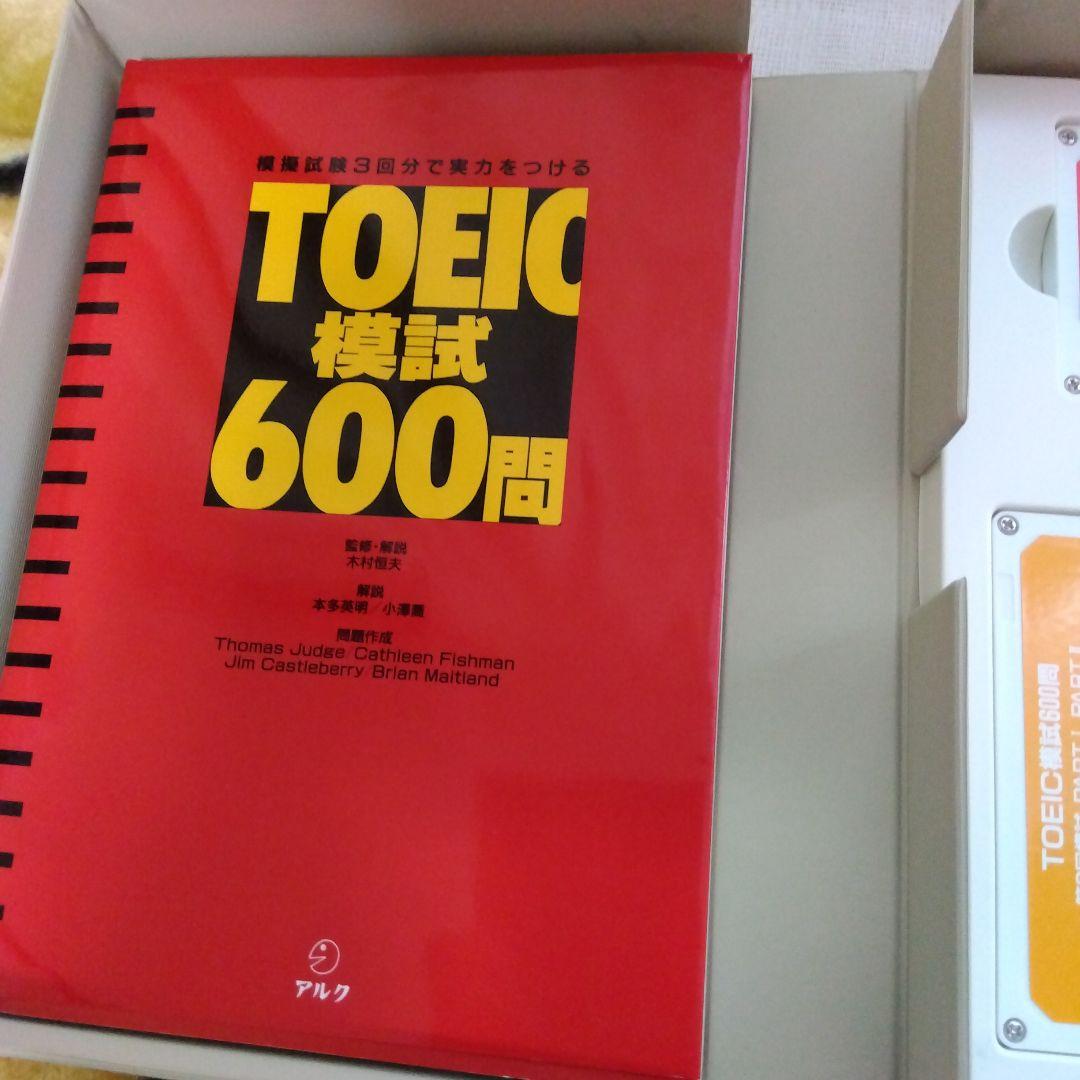 模擬試験3回分で実力をつける
TOEIC
模試
600問
監修・解説
木村恒夫
解説
本多英明／小澤薫
問題作成
Thomas Judge/Cathleen Fishman
Jim Castleberry/Brian Maitland
アルク
TOEIC模試600問
PART I PART II